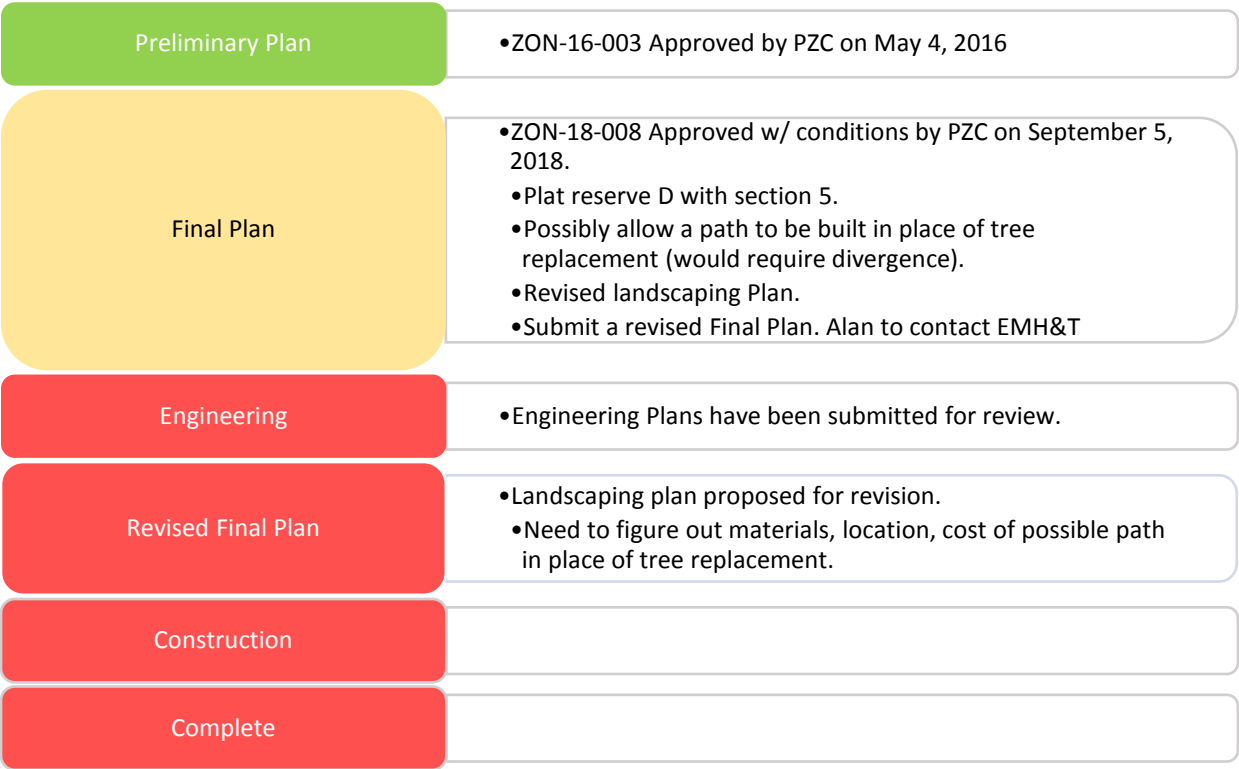 Preliminary Plan
•ZON-16-003 Approved by PZC on May 4, 2016
Final Plan
•ZON-18-008 Approved w/ conditions by PZC on September 5,
2018.
•Plat reserve D with section 5.
•Possibly allow a path to be built in place of tree
replacement (would require divergence).
•Revised landscaping Plan.
•Submit a revised Final Plan. Alan to contact EMH&T
Engineering
•Engineering Plans have been submitted for review.
Revised Final Plan
•Landscaping plan proposed for revision.
•Need to figure out materials, location, cost of possible path
in place of tree replacement.
Construction
Complete